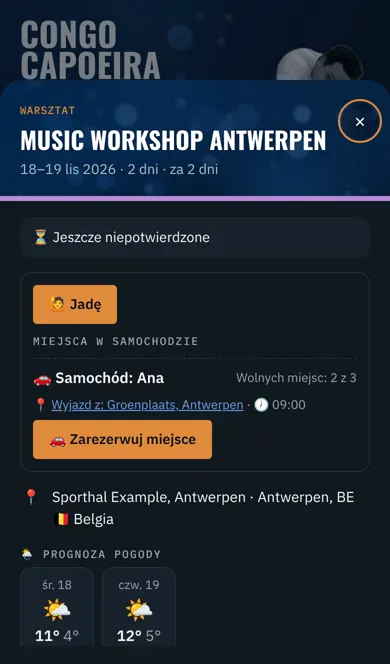 CONGO
CAPOEIRA
WARSZTAT
MUSIC WORKSHOP ANTWERPEN
18–19 lis 2026 · 2 dni · za 2 dni
⏳ Jeszcze niepotwierdzone
🙋 Jadę
MIEJSCA W SAMOCHODZIE
🚗 Samochód: Ana Wolnych miejsc: 2 z 3
📍 Wyjazd z: Groenplaats, Antwerpen · 🕖 09:00
🚗 Zarezerwuj miejsce
📍 Sporthal Example, Antwerpen · Antwerpen, BE
🇧🇪 Belgia
🌦 PROGNOZA POGODY
śr. 18 czw. 19
11° 4° 12° 5°